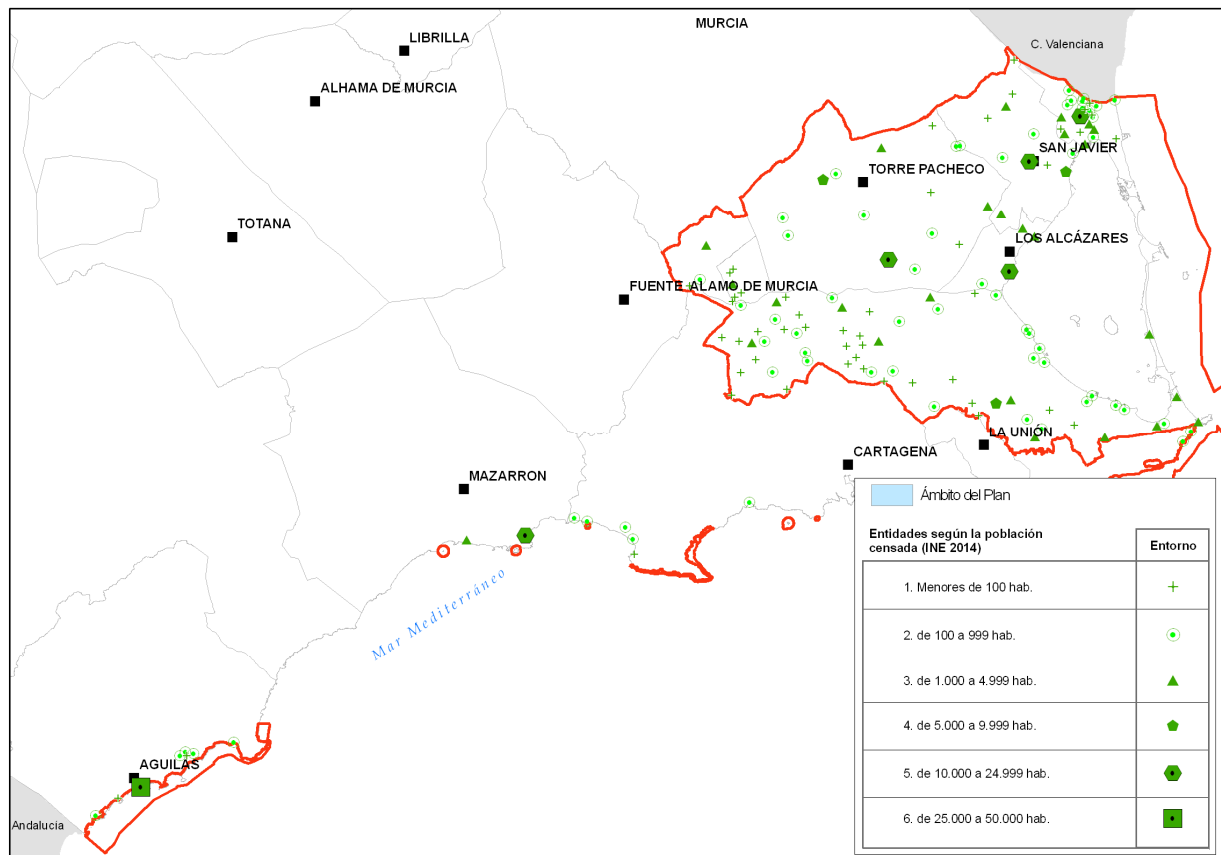 MURCIA
LIBRILLA
C. Valenciana
ALHAMA DE MURCIA
SAN JAVIER
TORRE PACHECO
TOTANA
LOS ALCÁZARES
FUENTE ALAMO DE MURCIA
LA UNIÓN
CARTAGENA
MAZARRON
Mar Mediterráneo
AGUILAS
Andalucia
Ámbito del Plan
Entidades según la población
censada (INE 2014)
Entorno
1. Menores de 100 hab.
2. de 100 a 999 hab.
3. de 1.000 a 4.999 hab.
4. de 5.000 a 9.999 hab.
5. de 10.000 a 24.999 hab.
6. de 25.000 a 50.000 hab.